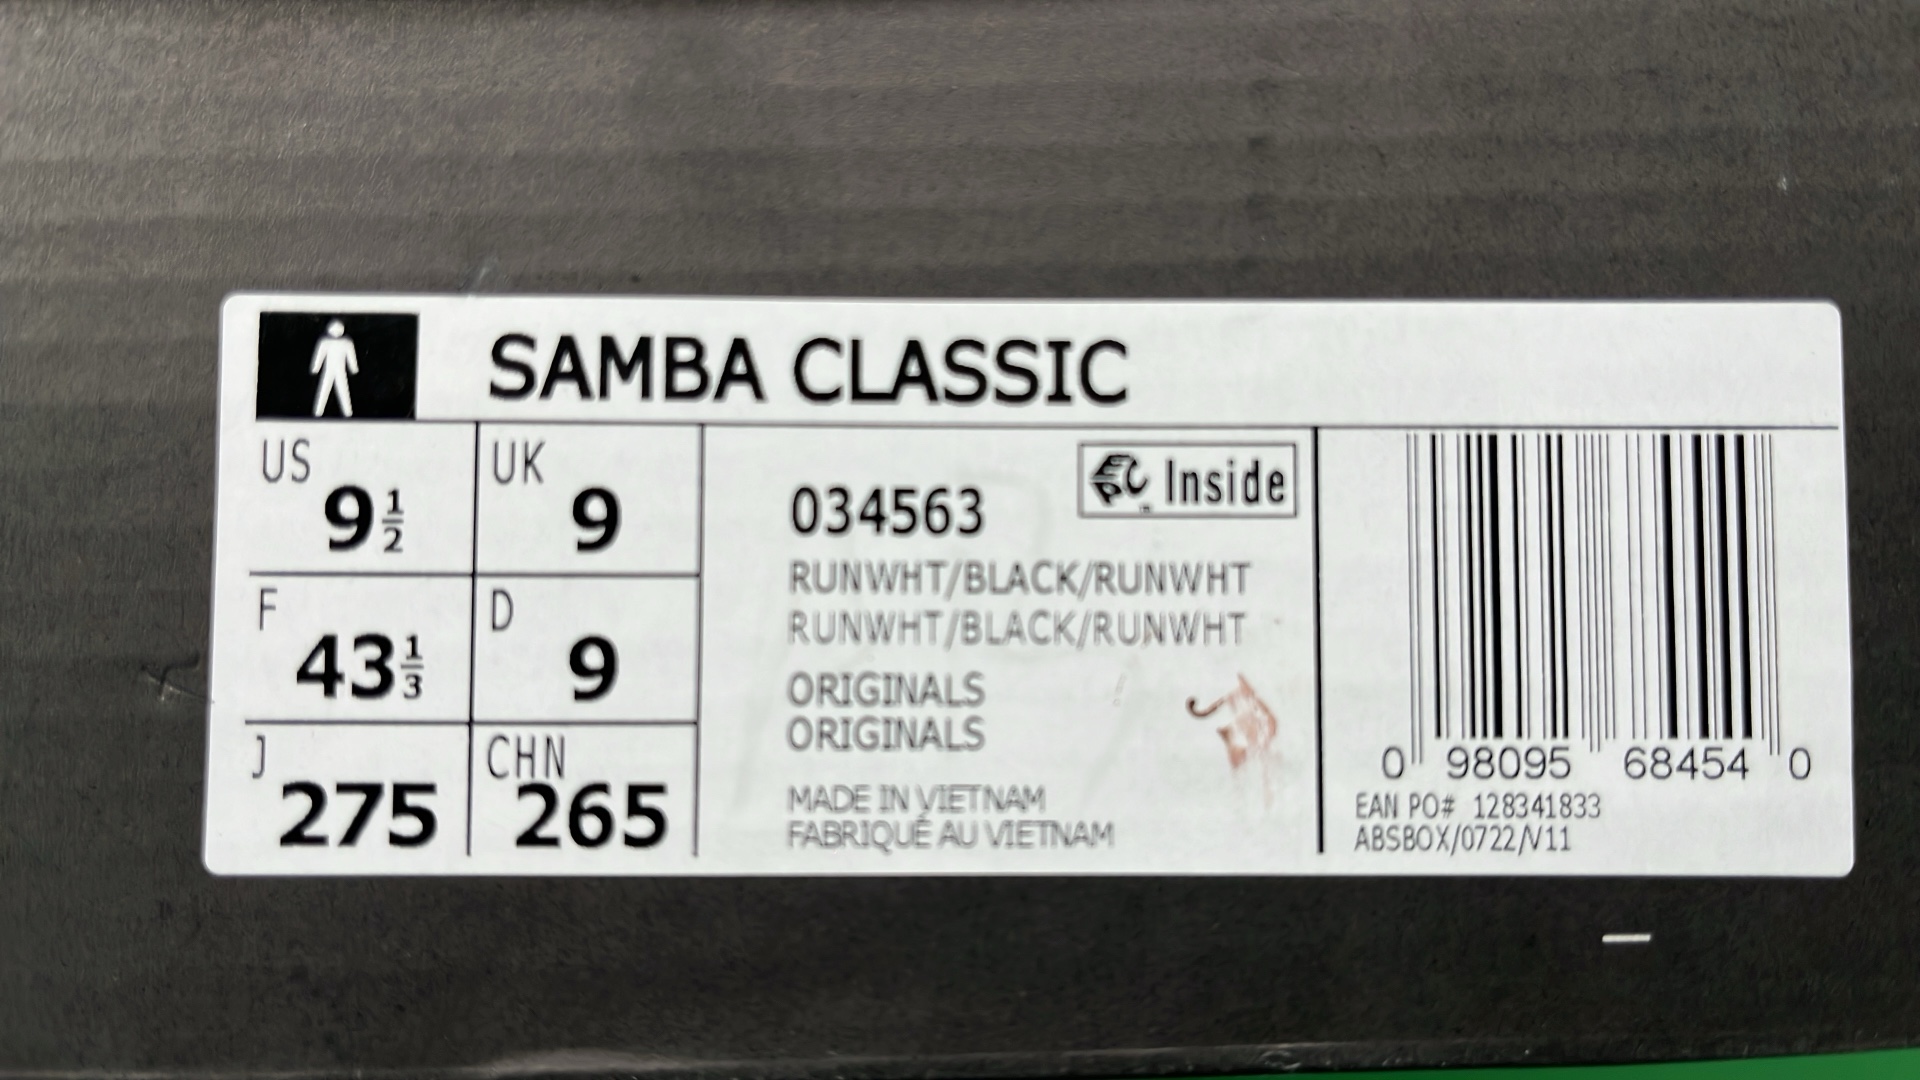 SAMBA CLASSIC
US 9 1/2
UK 9
F 43 1/3
D 9
J 275
CHN 265
034563
Inside
RUNWHT/BLACK/RUNWHT
RUNWHT/BLACK/RUNWHT
ORIGINALS
ORIGINALS
MADE IN VIETNAM
FABRIQUÉ AU VIETNAM
0 98095 68454 0
EAN PO# 128341833
ABSBOX/0722/V11